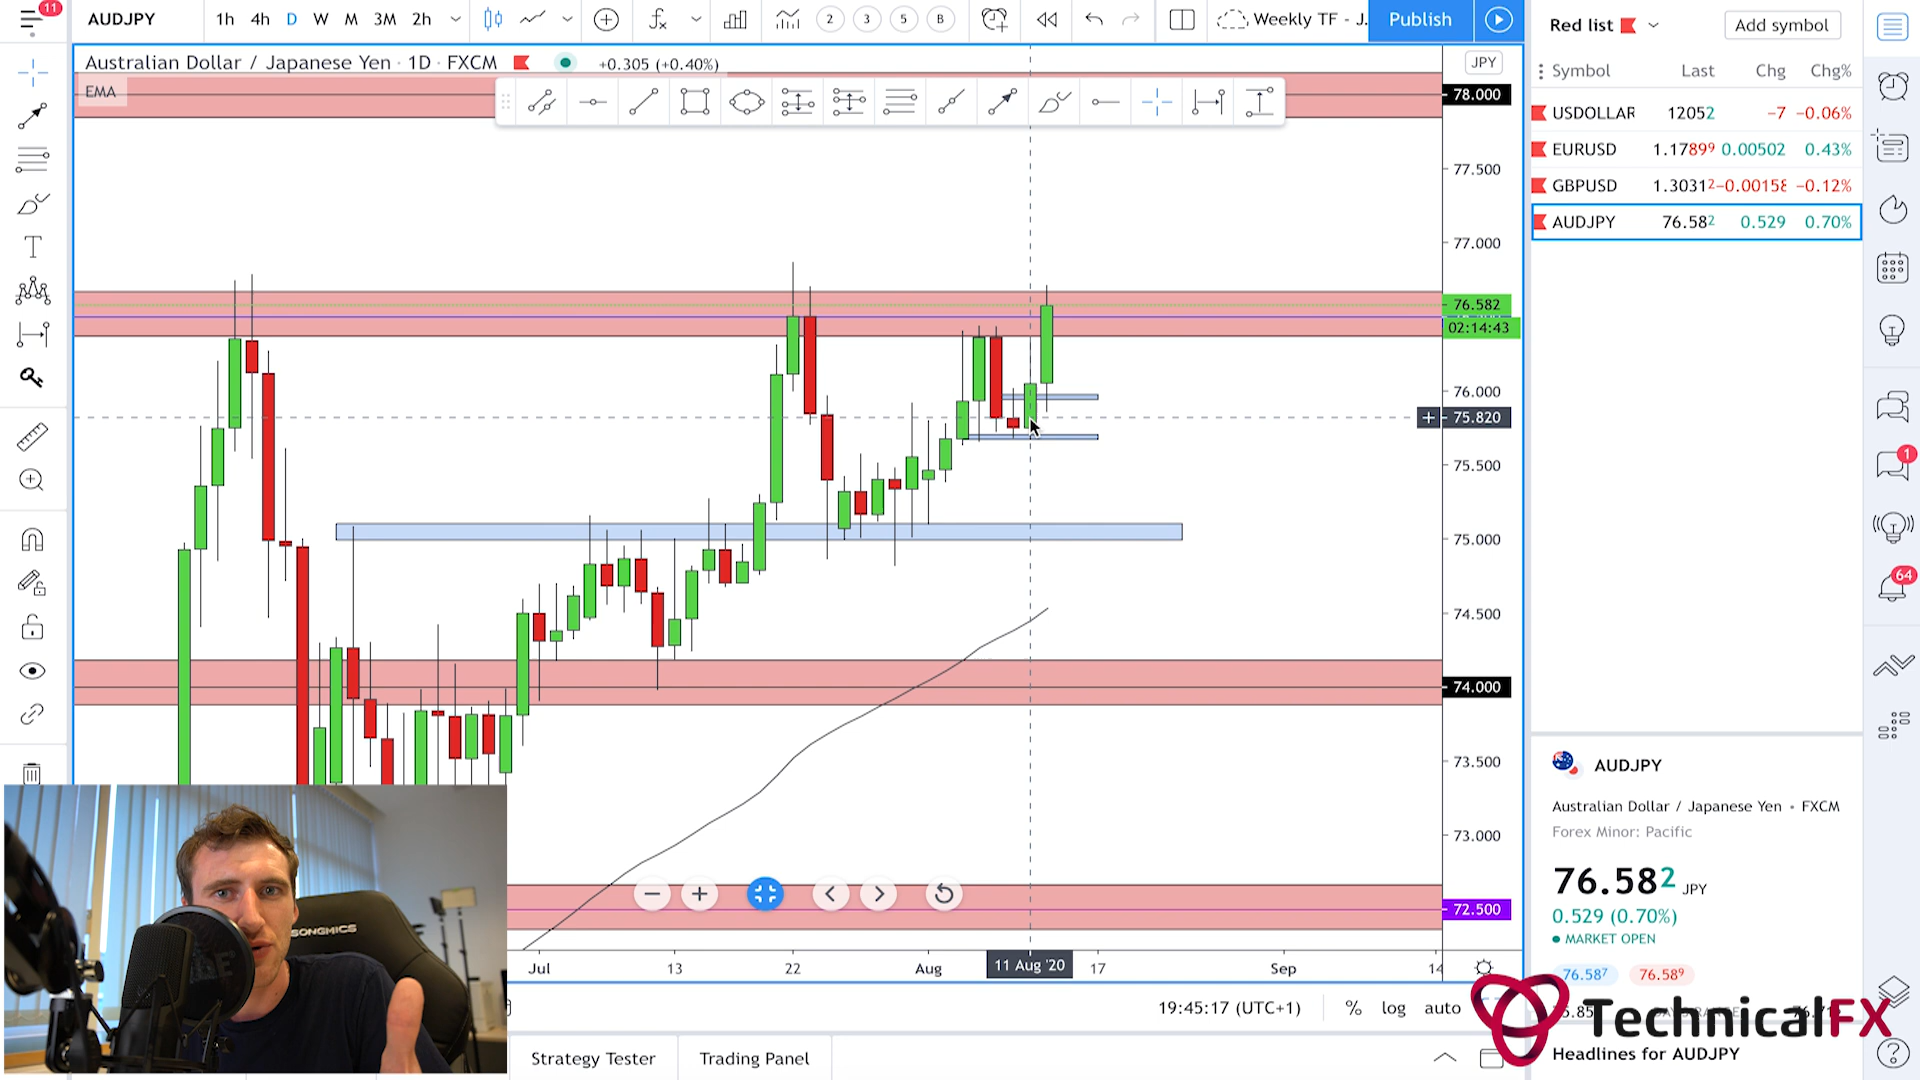 11
AUDJPY
1h 4h D W M 3M 2h
2 3 5 B
Weekly TF - J.
Publish
Red list
Add symbol
Australian Dollar / Japanese Yen · 1D · FXCM
+0.305 (+0.40%)
JPY
EMA
Symbol Last Chg Chg%
USDOLLAR 12052 −7 −0.06%
EURUSD 1.17899 0.00502 0.43%
GBPUSD 1.30312 −0.00158 −0.12%
AUDJPY 76.582 0.529 0.70%
78.000
77.500
77.000
76.582
02:14:43
76.000
75.820
75.500
75.000
74.500
74.000
73.500
73.000
72.500
1
64
AUDJPY
Australian Dollar / Japanese Yen • FXCM
Forex Minor: Pacific
76.582 JPY
0.529 (0.70%)
MARKET OPEN
76.587 76.589
SONGMICS
Jul 13 22 Aug 11 Aug '20 17 Sep 14
19:45:17 (UTC+1) % log auto
TechnicalFX
Strategy Tester Trading Panel
Headlines for AUDJPY